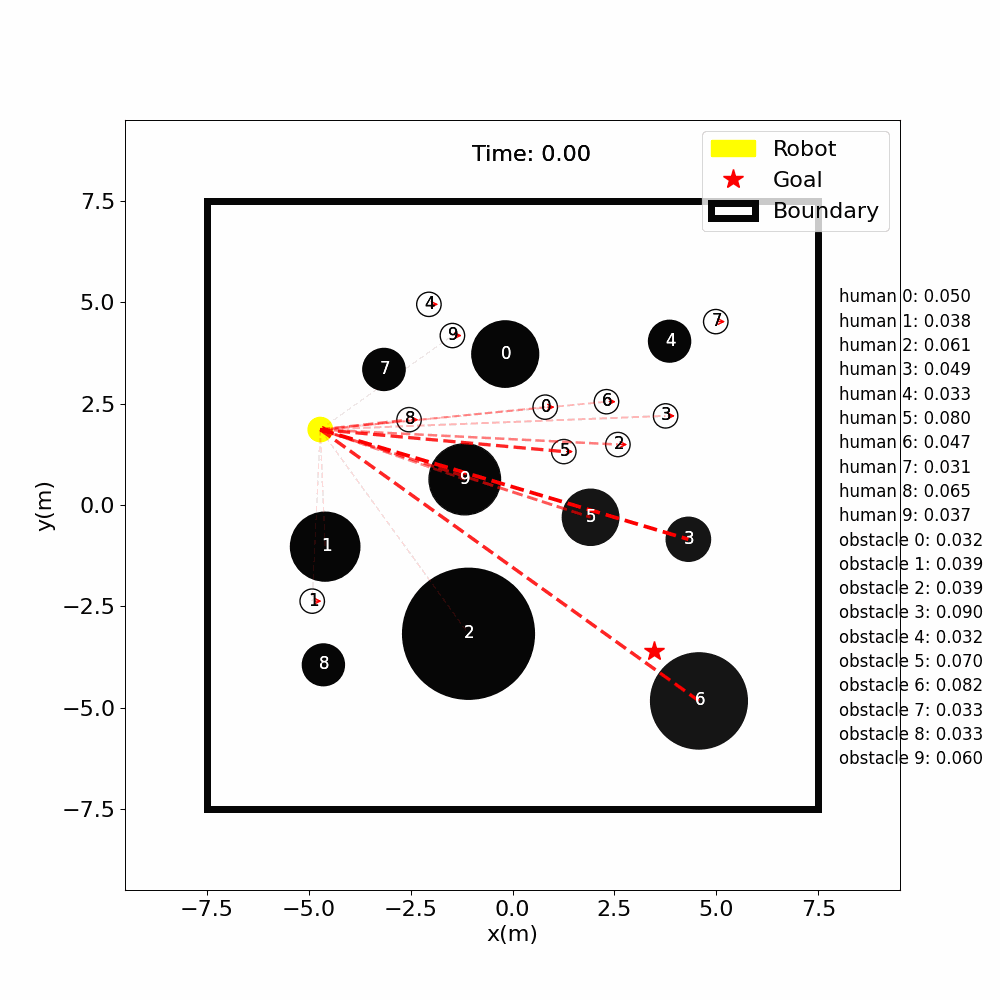 Time: 0.00
Robot
Goal
Boundary
7.5
5.0
2.5
0.0
−2.5
−5.0
−7.5
y(m)
4
9
7
0
4
7
8
0
6
3
5
2
9
5
3
1
1
2
8
6
human 0: 0.050
human 1: 0.038
human 2: 0.061
human 3: 0.049
human 4: 0.033
human 5: 0.080
human 6: 0.047
human 7: 0.031
human 8: 0.065
human 9: 0.037
obstacle 0: 0.032
obstacle 1: 0.039
obstacle 2: 0.039
obstacle 3: 0.090
obstacle 4: 0.032
obstacle 5: 0.070
obstacle 6: 0.082
obstacle 7: 0.033
obstacle 8: 0.033
obstacle 9: 0.060
−7.5 −5.0 −2.5 0.0 2.5 5.0 7.5
x(m)